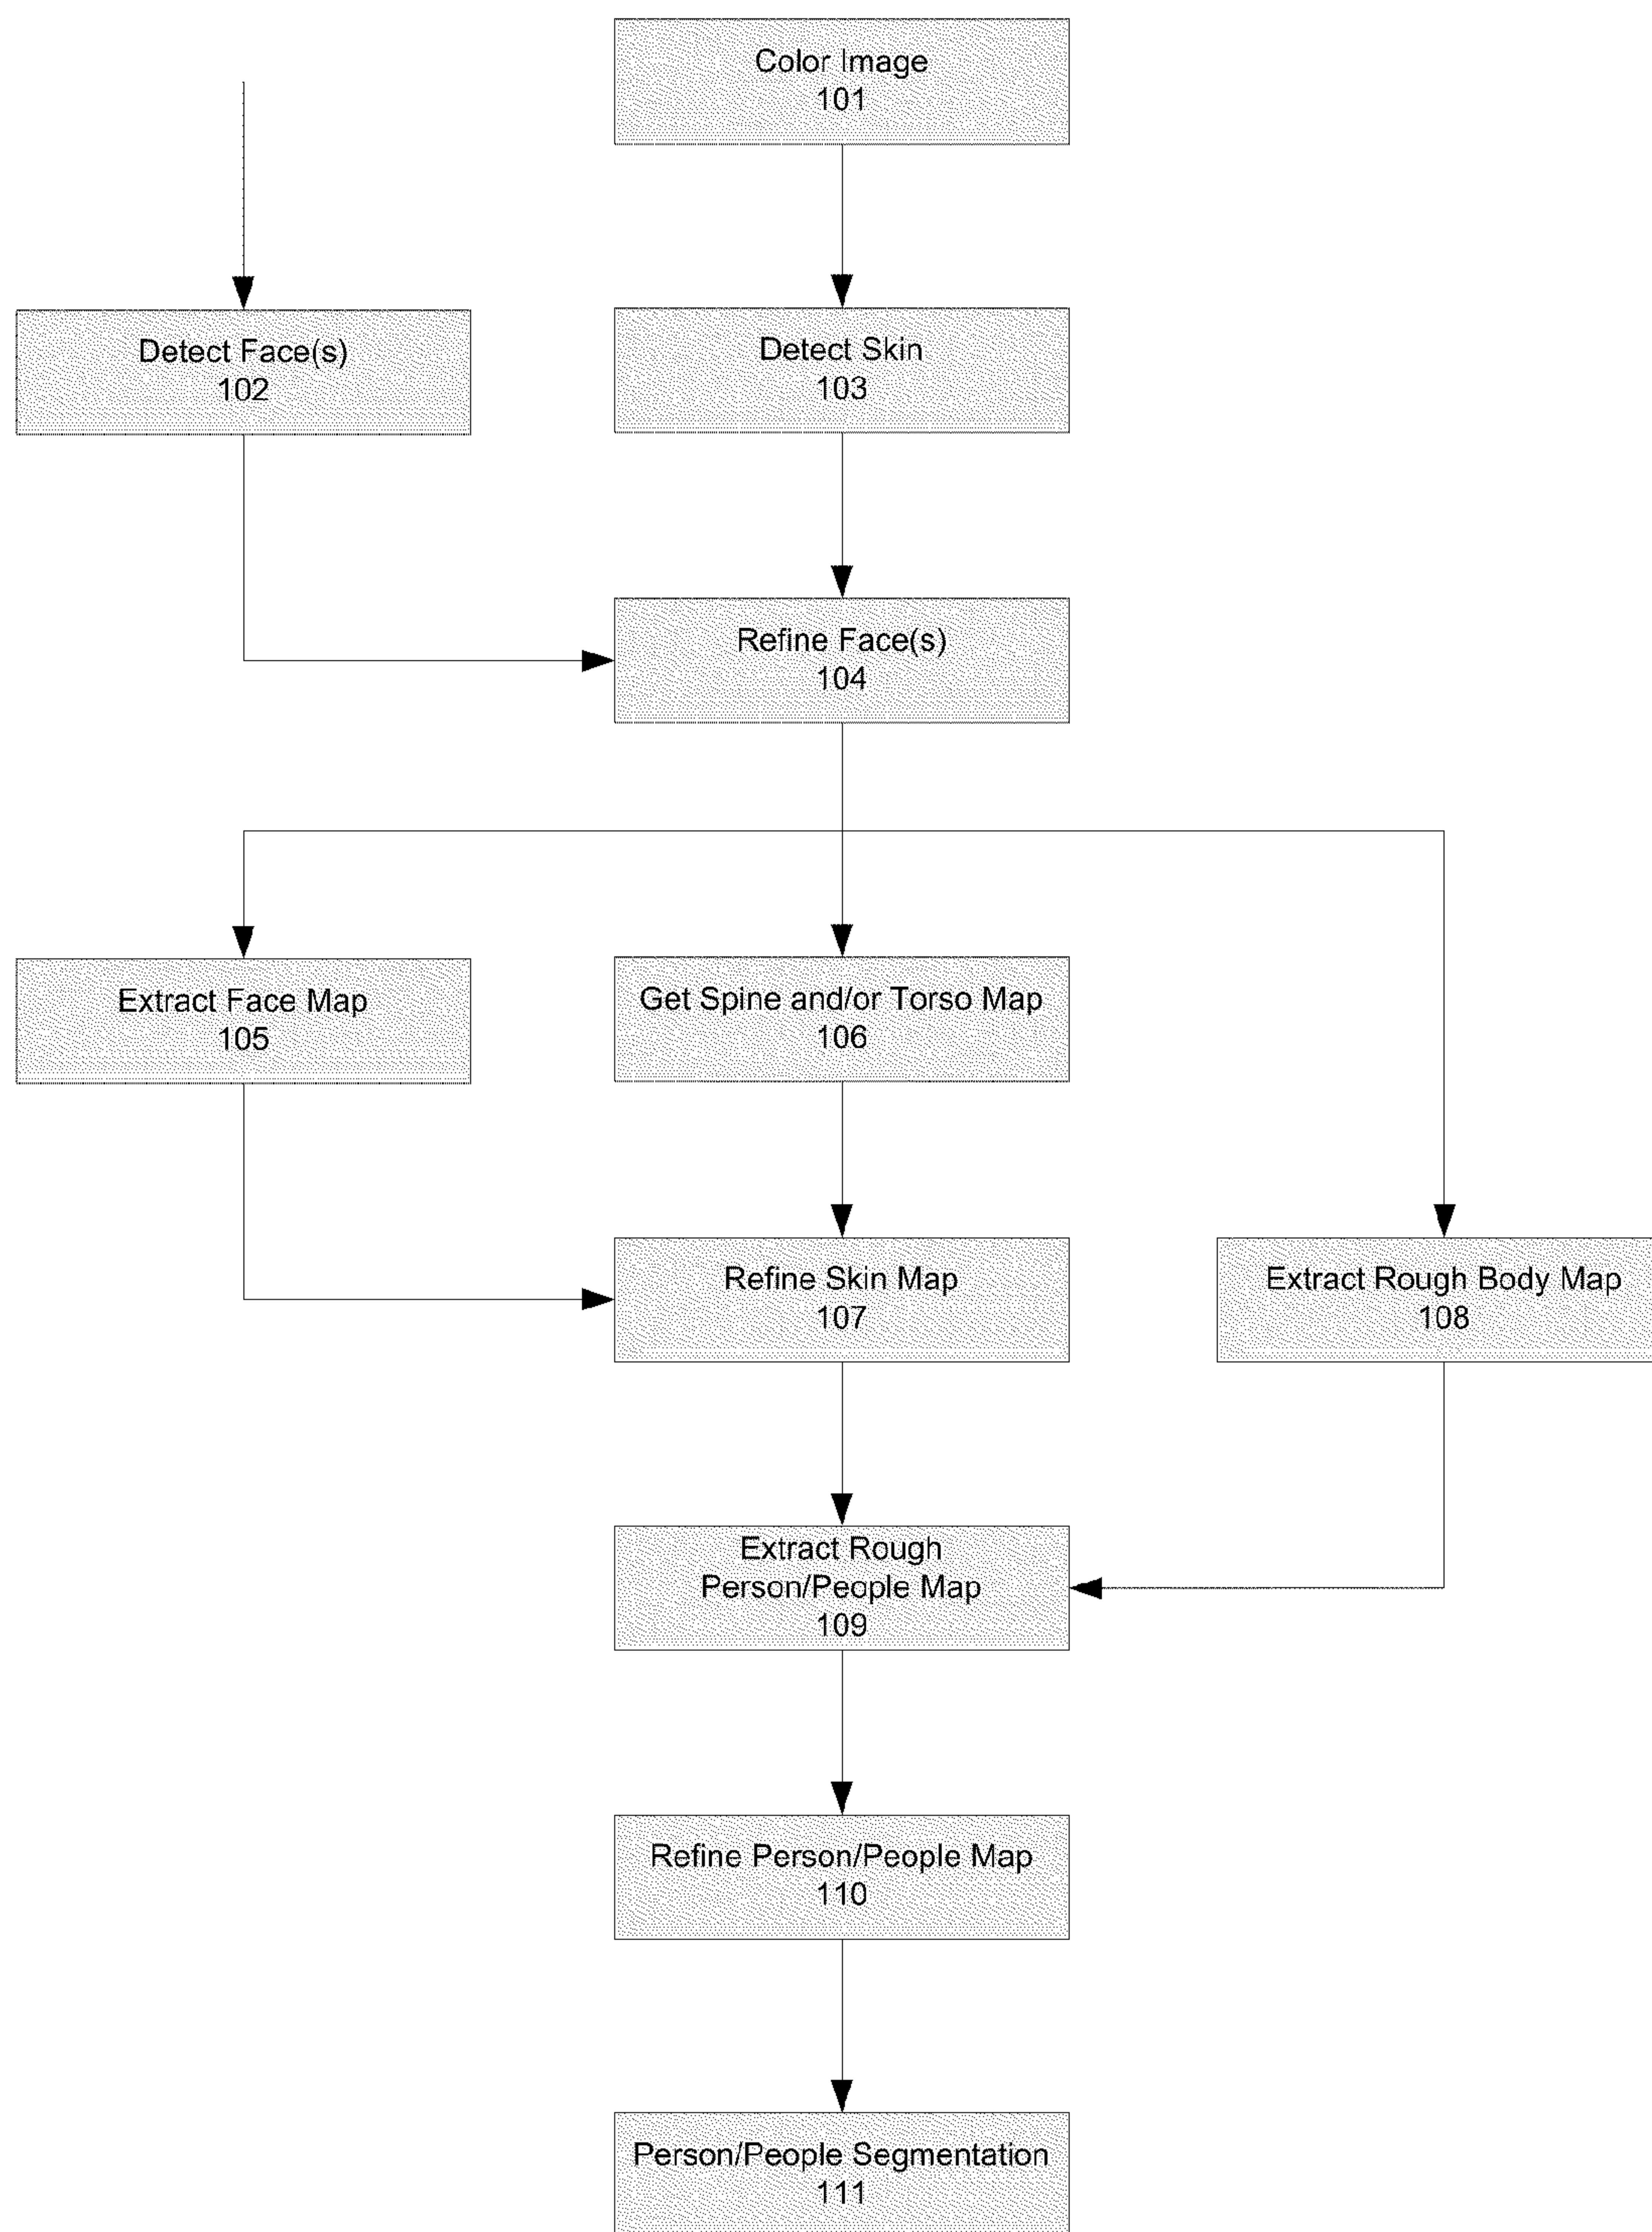 Color Image
101
Detect Face(s)
102
Detect Skin
103
Refine Face(s)
104
Extract Face Map
105
Get Spine and/or Torso Map
106
Refine Skin Map
107
Extract Rough Body Map
108
Extract Rough
Person/People Map
109
Refine Person/People Map
110
Person/People Segmentation
111